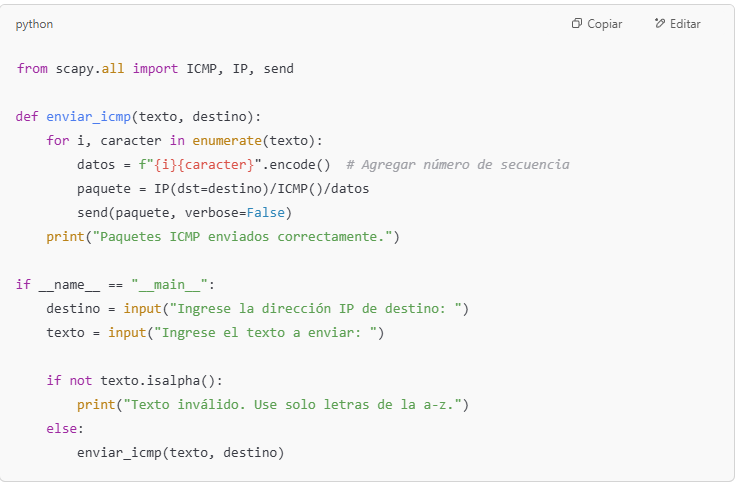 python
Copiar
Editar
from scapy.all import ICMP, IP, send
def enviar_icmp(texto, destino):
    for i, caracter in enumerate(texto):
        datos = f"{i}{caracter}".encode()  # Agregar número de secuencia
        paquete = IP(dst=destino)/ICMP()/datos
        send(paquete, verbose=False)
    print("Paquetes ICMP enviados correctamente.")
if __name__ == "__main__":
    destino = input("Ingrese la dirección IP de destino: ")
    texto = input("Ingrese el texto a enviar: ")
    if not texto.isalpha():
        print("Texto inválido. Use solo letras de la a-z.")
    else:
        enviar_icmp(texto, destino)